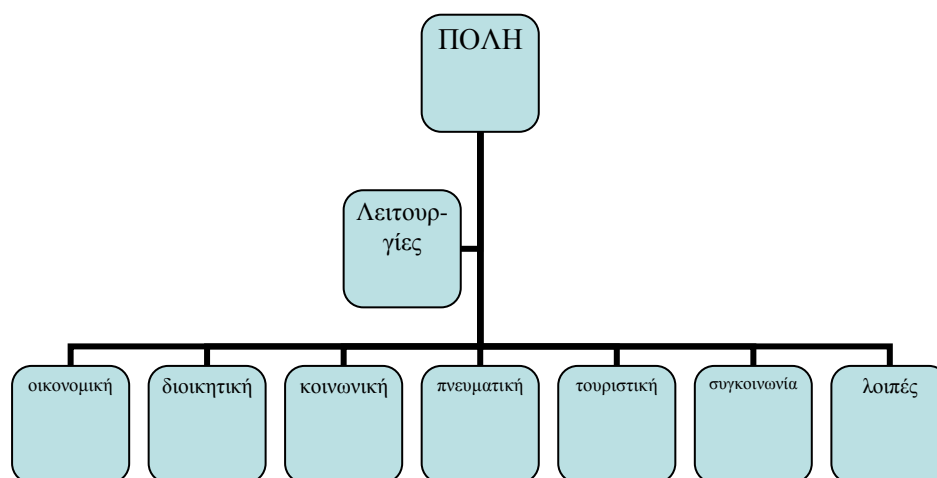 ΠΟΛΗ
Λειτουρ-
γίες
οικονομική
διοικητική
κοινωνική
πνευματική
τουριστική
συγκοινωνία
λοιπές